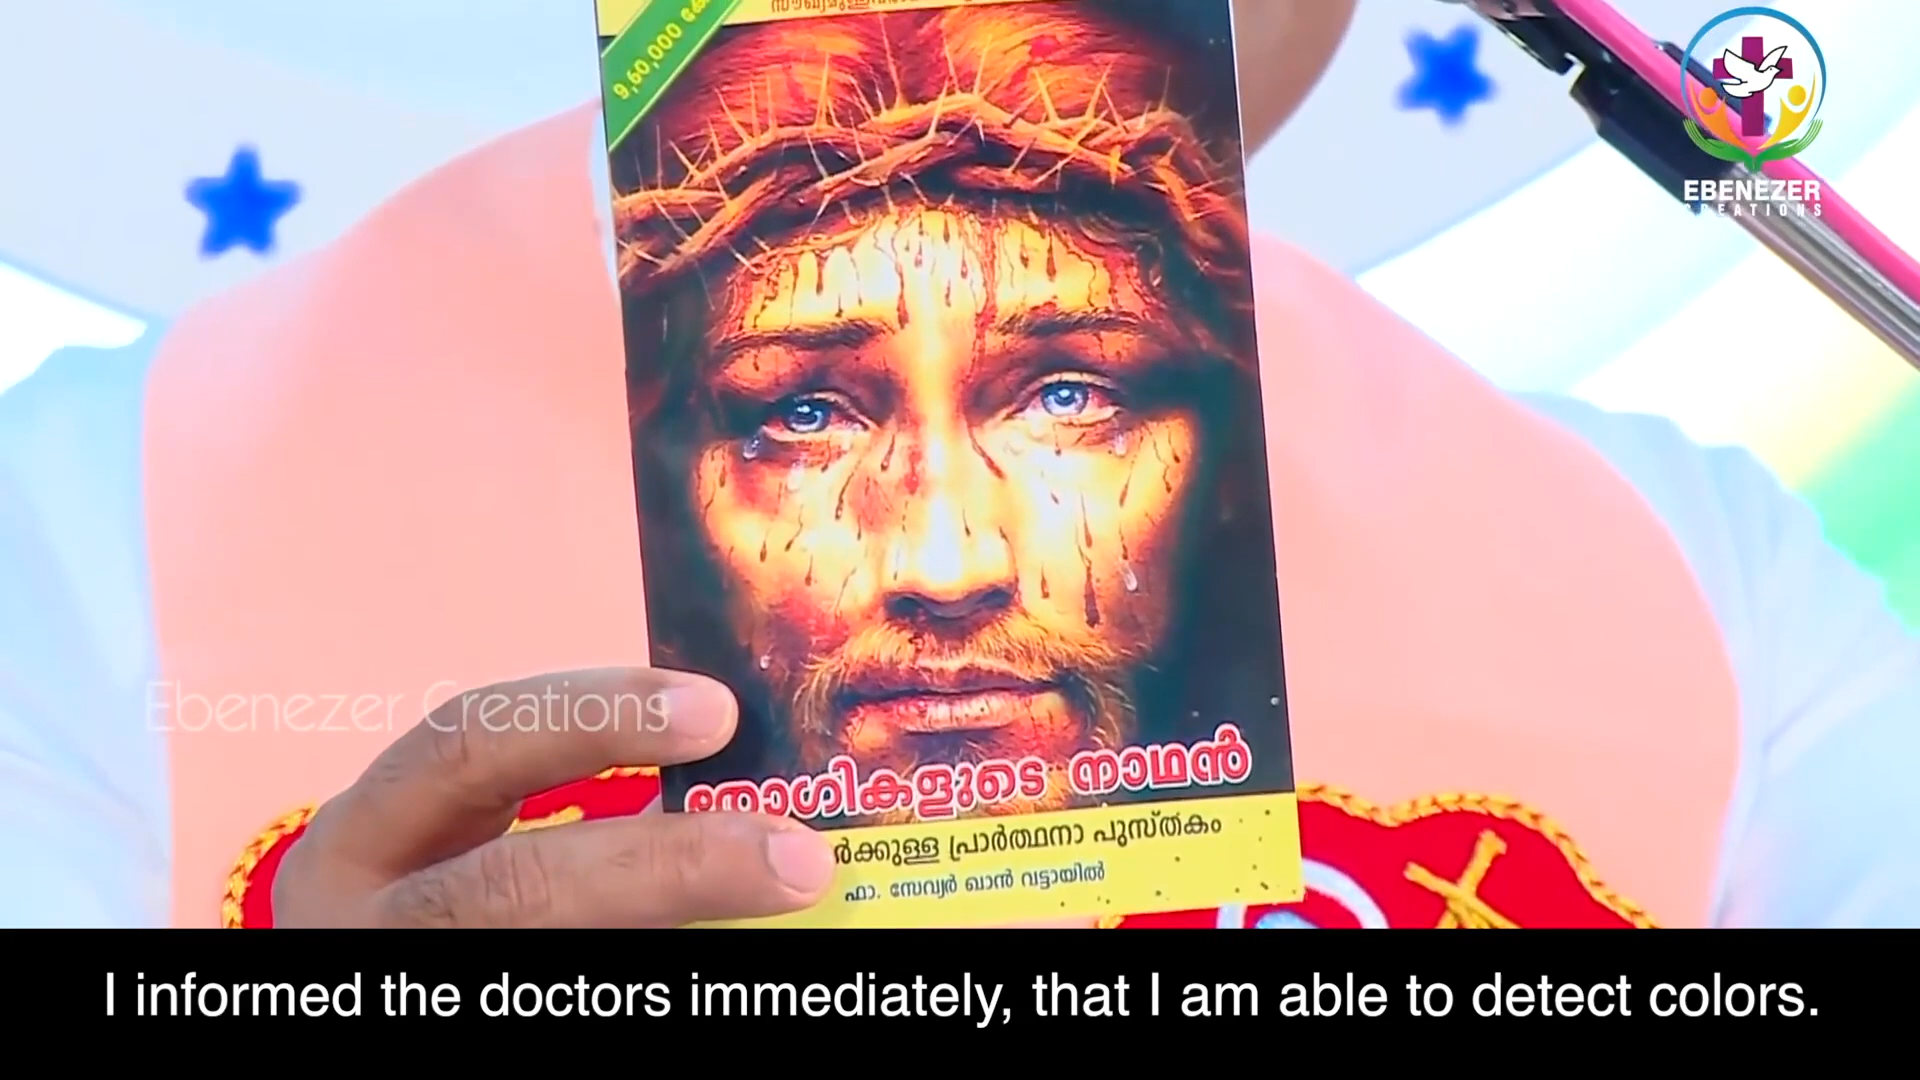 9,60,000
EBENEZER
CREATIONS
Ebenezer Creations
രോഗികളുടെ നാഥൻ
ർക്കുള്ള പ്രാർത്ഥനാ പുസ്തകം
ഫാ. സേവ്യർ ഖാൻ വട്ടായിൽ
I informed the doctors immediately, that I am able to detect colors.